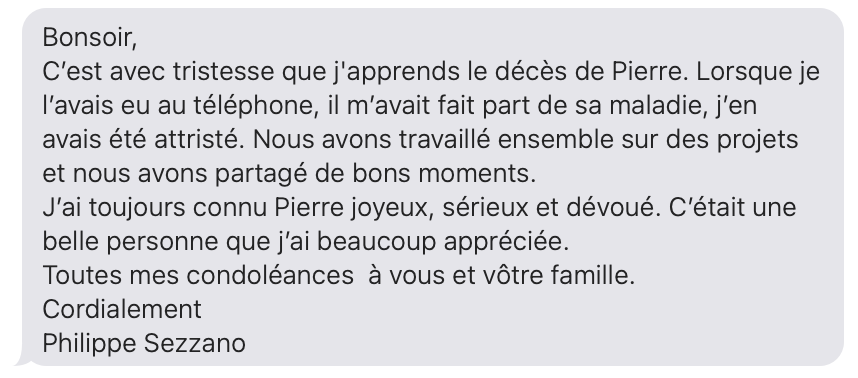 Bonsoir,
C’est avec tristesse que j'apprends le décès de Pierre. Lorsque je
l’avais eu au téléphone, il m’avait fait part de sa maladie, j’en
avais été attristé. Nous avons travaillé ensemble sur des projets
et nous avons partagé de bons moments.
J’ai toujours connu Pierre joyeux, sérieux et dévoué. C’était une
belle personne que j’ai beaucoup appréciée.
Toutes mes condoléances  à vous et vôtre famille.
Cordialement
Philippe Sezzano